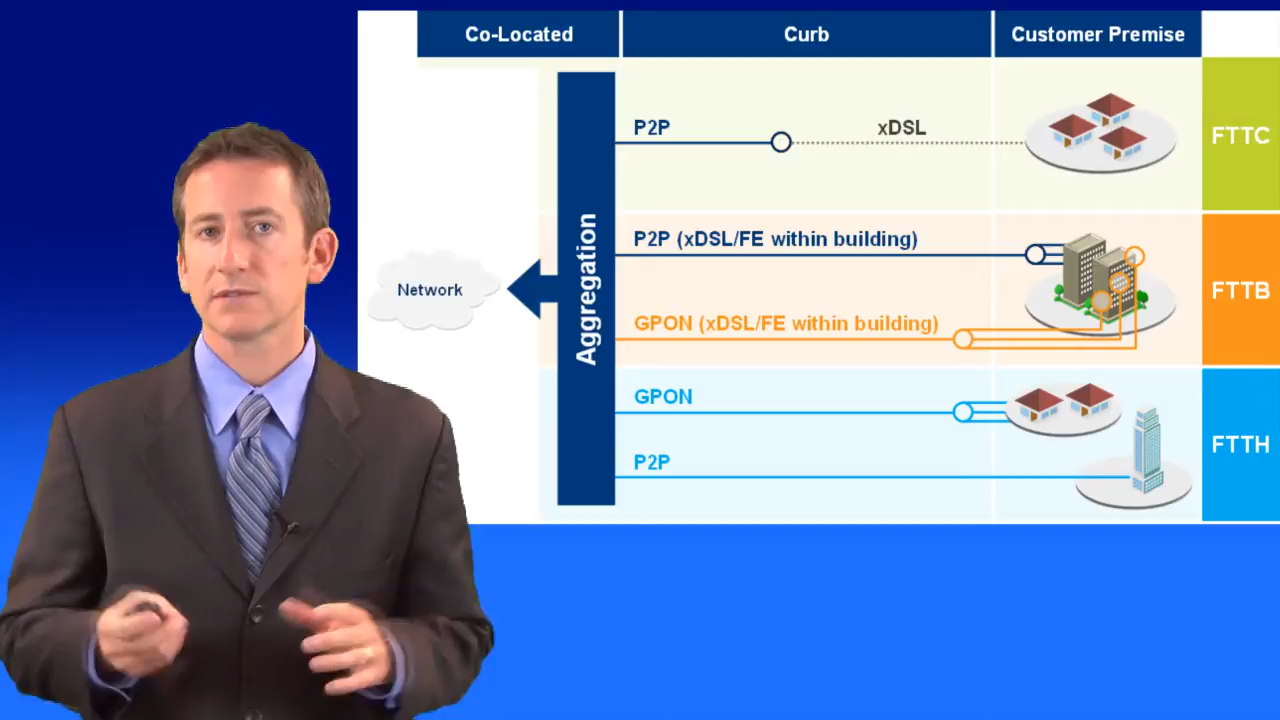 Co-Located
Curb
Customer Premise
P2P
xDSL
FTTC
Network
Aggregation
P2P (xDSL/FE within building)
GPON (xDSL/FE within building)
FTTB
GPON
P2P
FTTH